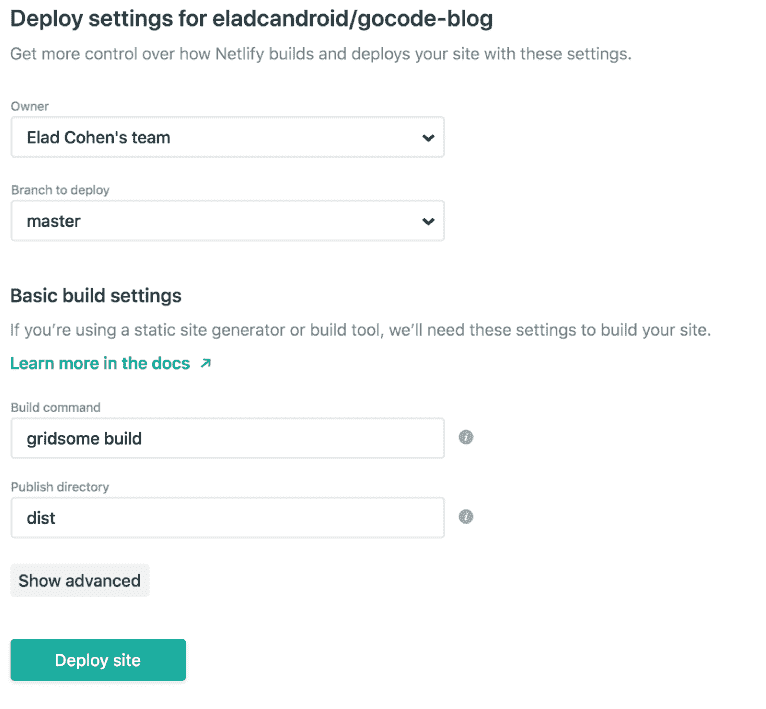 Deploy settings for eladcandroid/gocode-blog
Get more control over how Netlify builds and deploys your site with these settings.
Owner
Elad Cohen's team
Branch to deploy
master
Basic build settings
If you’re using a static site generator or build tool, we’ll need these settings to build your site.
Learn more in the docs ↗
Build command
gridsome build
Publish directory
dist
Show advanced
Deploy site